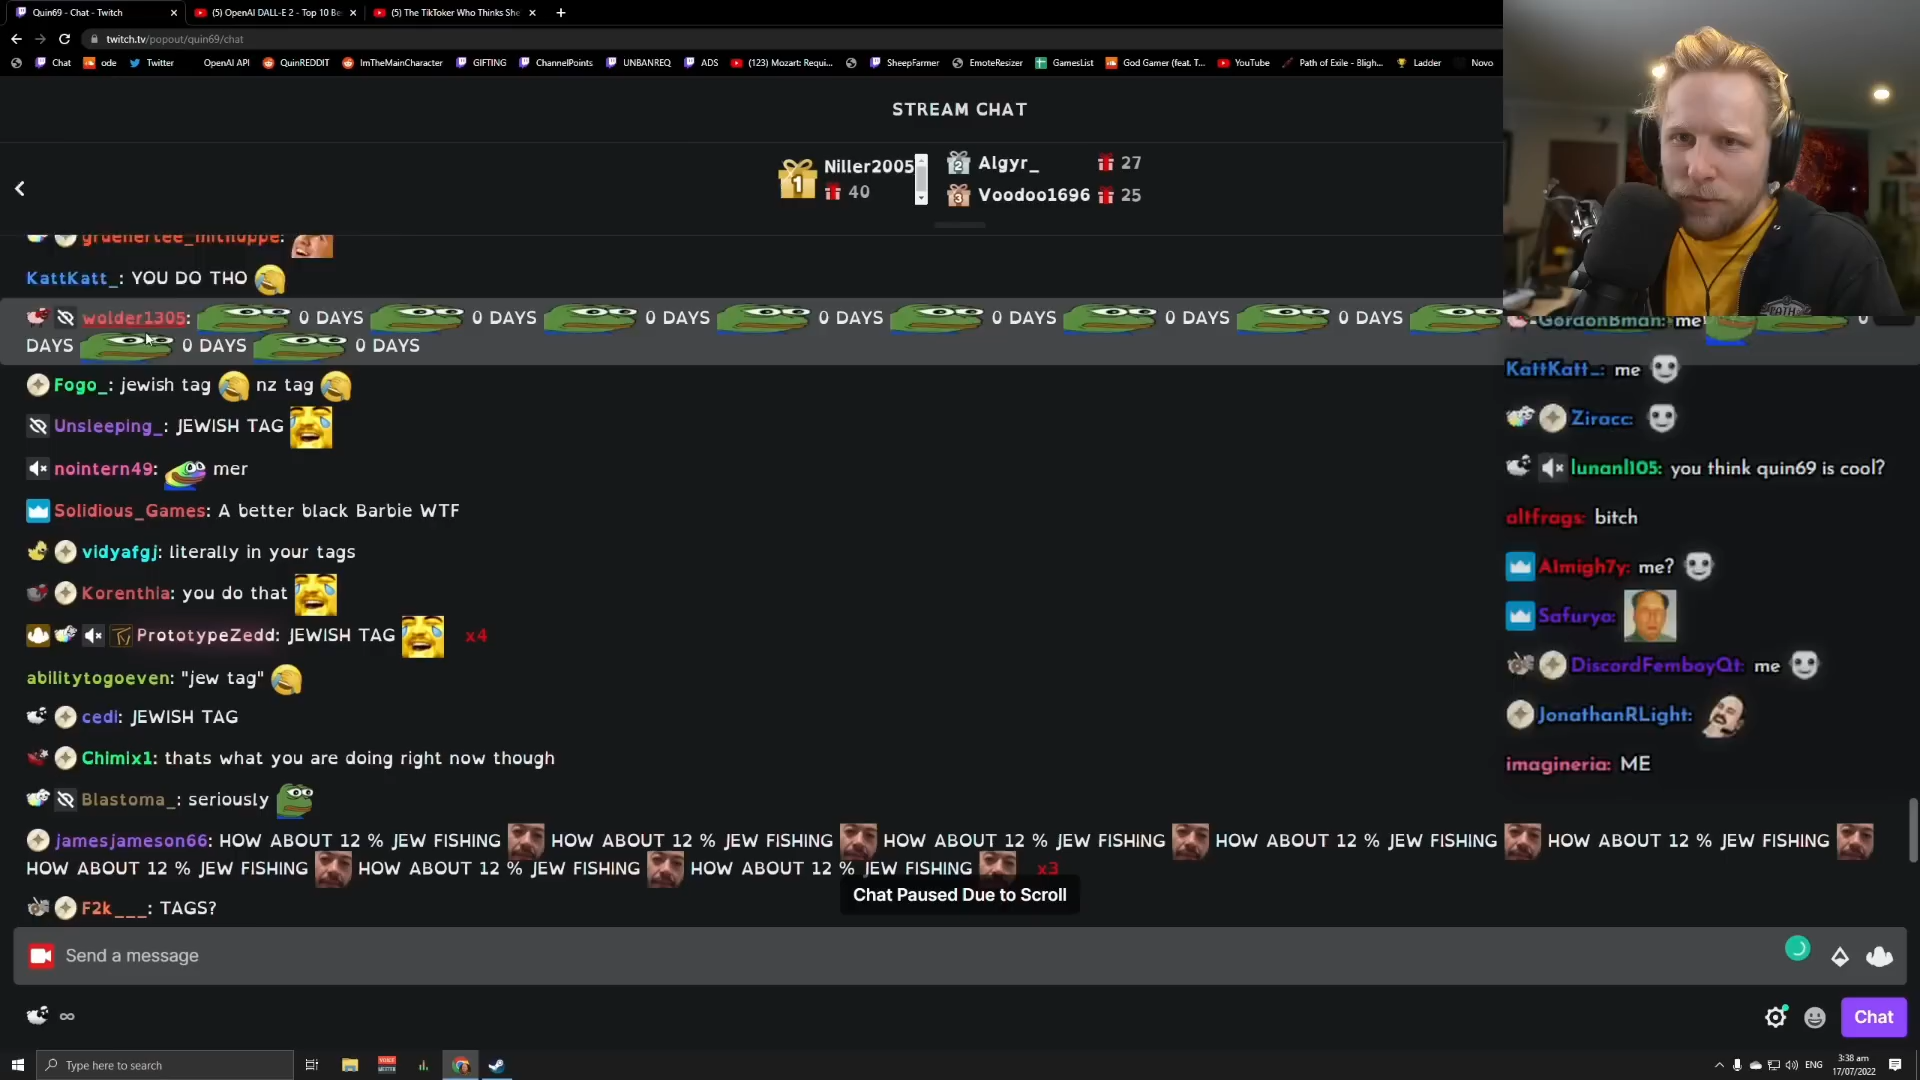 Quin69 - Chat - Twitch
(5) OpenAI DALL-E 2 - Top 10 Be
(5) The TikToker Who Thinks She
twitch.tv/popout/quin69/chat
Chat ode Twitter OpenAI API QuinREDDIT ImTheMainCharacter GIFTING ChannelPoints UNBANREQ ADS (123) Mozart: Requi... SheepFarmer EmoteResizer GamesList God Gamer (feat. T... YouTube Path of Exile - Bligh... Ladder Novo
STREAM CHAT
1 Niller2005 40
2 Algyr_ 27
3 Voodoo1696 25
KattKatt_: YOU DO THO
wolder1305: 0 DAYS 0 DAYS 0 DAYS 0 DAYS 0 DAYS 0 DAYS 0 DAYS 0
DAYS 0 DAYS 0 DAYS
Fogo_: jewish tag nz tag
Unsleeping_: JEWISH TAG
nointern49: mer
Solidious_Games: A better black Barbie WTF
vidyafgj: literally in your tags
Korenthia: you do that
PrototypeZedd: JEWISH TAG x4
abilitytogoeven: "jew tag"
cedl: JEWISH TAG
Chimix1: thats what you are doing right now though
Blastoma_: seriously
jamesjameson66: HOW ABOUT 12 % JEW FISHING HOW ABOUT 12 % JEW FISHING HOW ABOUT 12 % JEW FISHING HOW ABOUT 12 % JEW FISHING HOW ABOUT 12 % JEW FISHING
HOW ABOUT 12 % JEW FISHING HOW ABOUT 12 % JEW FISHING HOW ABOUT 12 % JEW FISHING x3
Chat Paused Due to Scroll
F2k___: TAGS?
Send a message
∞
Chat
GordonBman: me
KattKatt_: me
Ziracc:
lunanl105: you think quin69 is cool?
altfrags: bitch
Almigh7y: me?
Safuryo:
DiscordFemboyQt: me
JonathanRLight:
imagineria: ME
Type here to search
ENG
3:38 am
17/07/2022